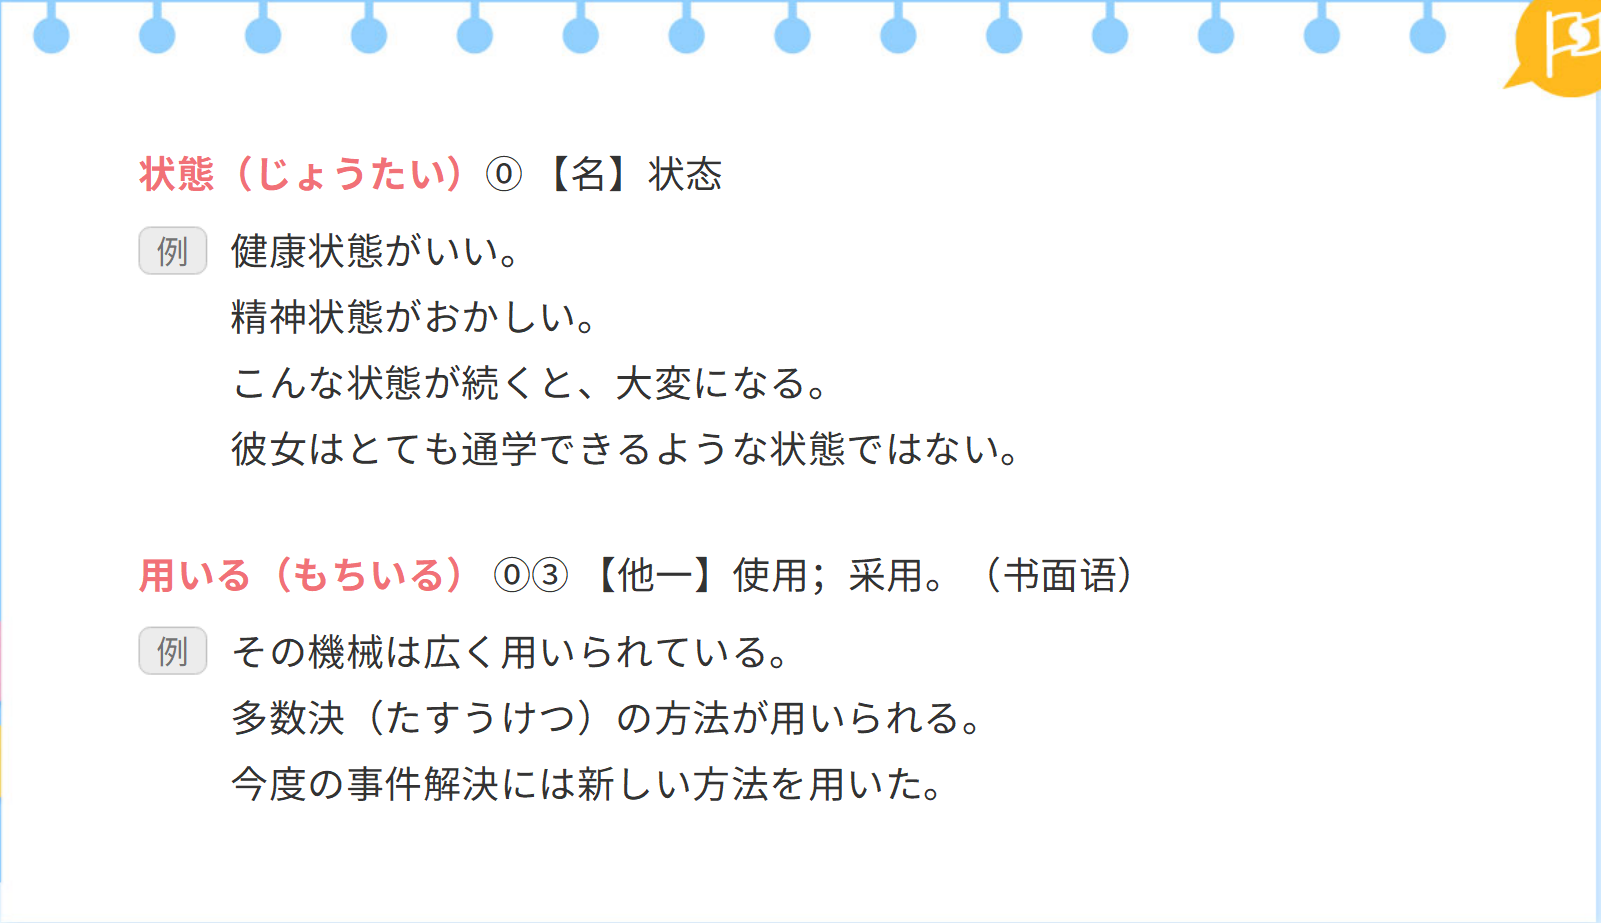 状態（じょうたい）⓪ 【名】状态
例 健康状態がいい。
精神状態がおかしい。
こんな状態が続くと、大変になる。
彼女はとても通学できるような状態ではない。
用いる（もちいる） ⓪③ 【他一】使用；采用。（书面语）
例 その機械は広く用いられている。
多数決（たすうけつ）の方法が用いられる。
今度の事件解決には新しい方法を用いた。